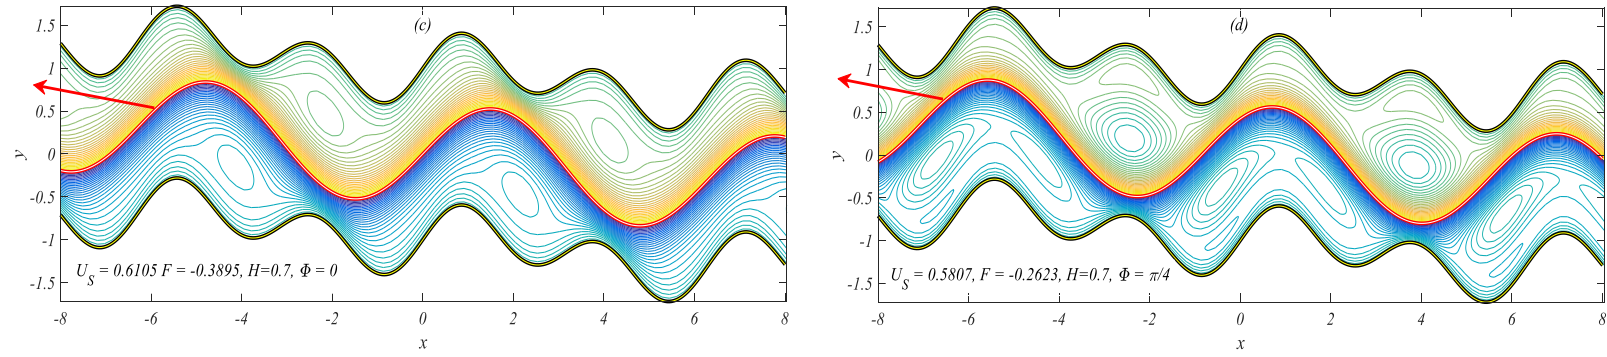 (c)
1.5
1
0.5
0
-0.5
-1
-1.5
y
U_S = 0.6105 F = -0.3895, H=0.7, Φ = 0
-8 -6 -4 -2 0 2 4 6 8
x
(d)
1.5
1
0.5
0
-0.5
-1
-1.5
y
U_S = 0.5807, F = -0.2623, H=0.7, Φ = π/4
-8 -6 -4 -2 0 2 4 6 8
x